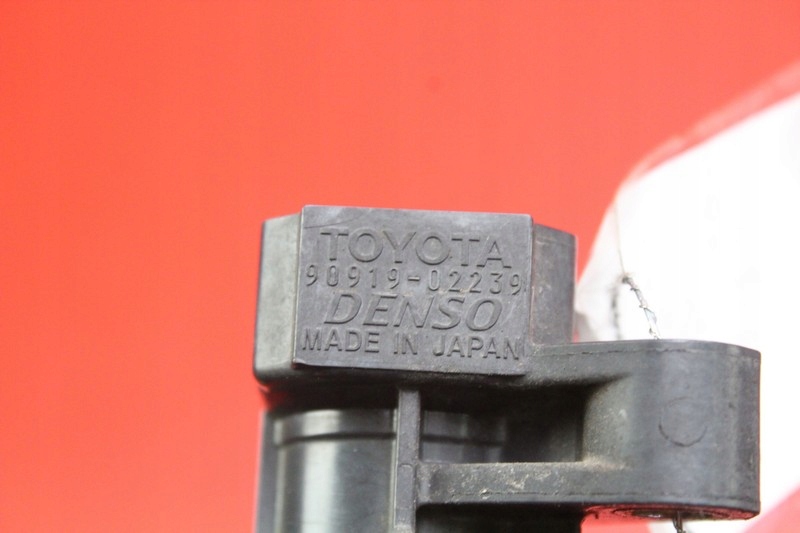 TOYOTA
90919-02239
DENSO
MADE IN JAPAN